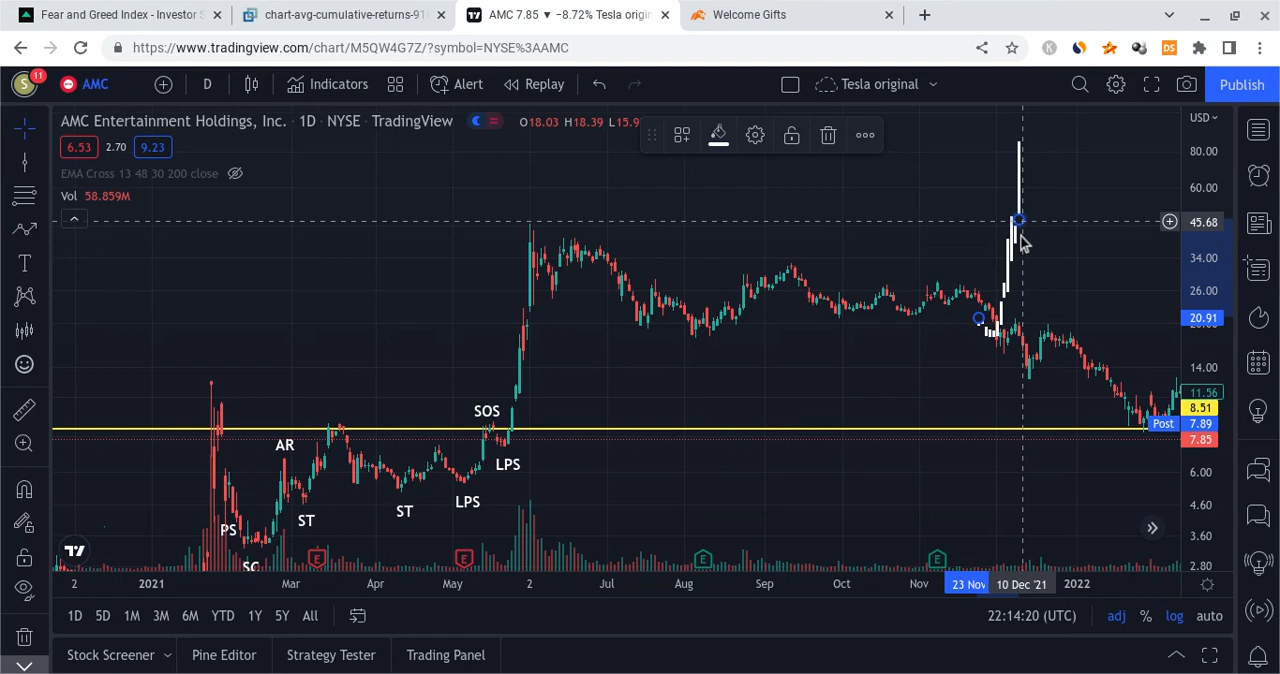 Fear and Greed Index - Investor S
chart-avg-cumulative-returns-91
AMC 7.85 ▼ −8.72% Tesla origin
Welcome Gifts
https://www.tradingview.com/chart/M5QW4G7Z/?symbol=NYSE%3AAMC
K
DS
S
11
AMC
D
Indicators
Alert
Replay
Tesla original
Publish
AMC Entertainment Holdings, Inc. · 1D · NYSE · TradingView
O18.03 H18.39 L15.9
USD
6.53
2.70
9.23
EMA Cross 13 48 30 200 close
Vol 58.859M
80.00
60.00
45.68
34.00
26.00
20.91
14.00
11.56
8.51
Post 7.89
7.85
6.00
4.60
3.60
2.80
SOS
AR
LPS
LPS
ST
ST
PS
SC
E
E
E
E
2
2021
Mar
Apr
May
2
Jul
Aug
Sep
Oct
Nov
23 Nov
10 Dec '21
2022
1D 5D 1M 3M 6M YTD 1Y 5Y All
22:14:20 (UTC)
adj % log auto
Stock Screener
Pine Editor
Strategy Tester
Trading Panel